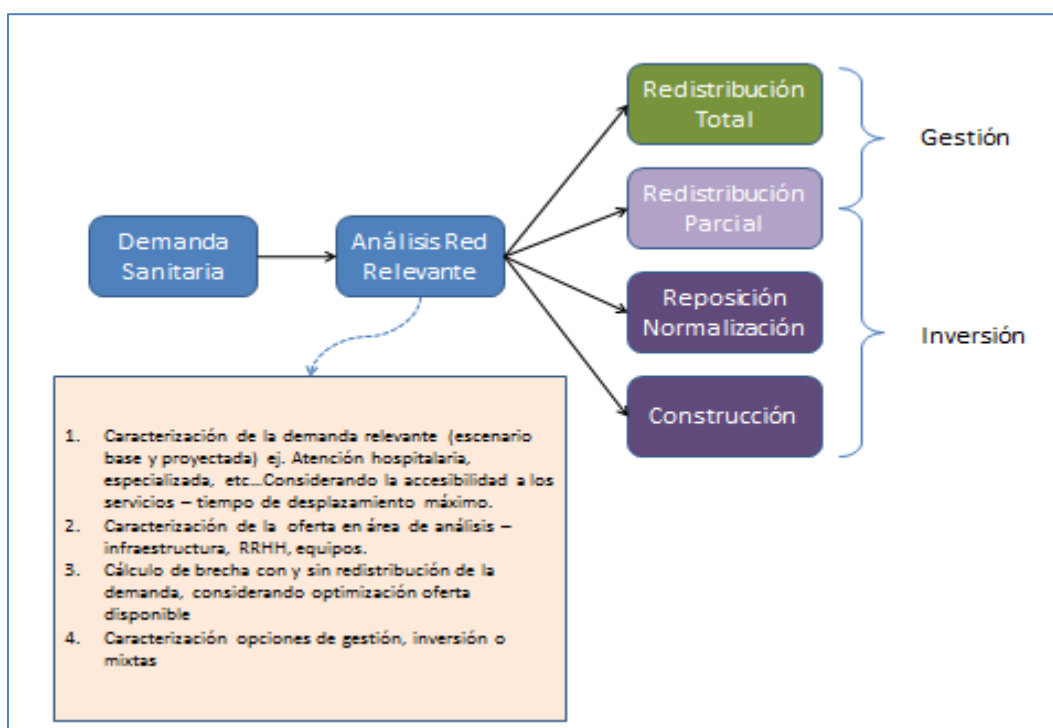 Redistribución
Total
Gestión
Redistribución
Parcial
Demanda
Sanitaria
Análisis Red
Relevante
Reposición
Normalización
Inversión
Construcción
1. Caracterización de la demanda relevante (escenario
base y proyectada) ej. Atención hospitalaria,
especializada, etc...Considerando la accesibilidad a los
servicios – tiempo de desplazamiento máximo.
2. Caracterización de la oferta en área de análisis –
infraestructura, RRHH, equipos.
3. Cálculo de brecha con y sin redistribución de la
demanda, considerando optimización oferta
disponible
4. Caracterización opciones de gestión, inversión o
mixtas